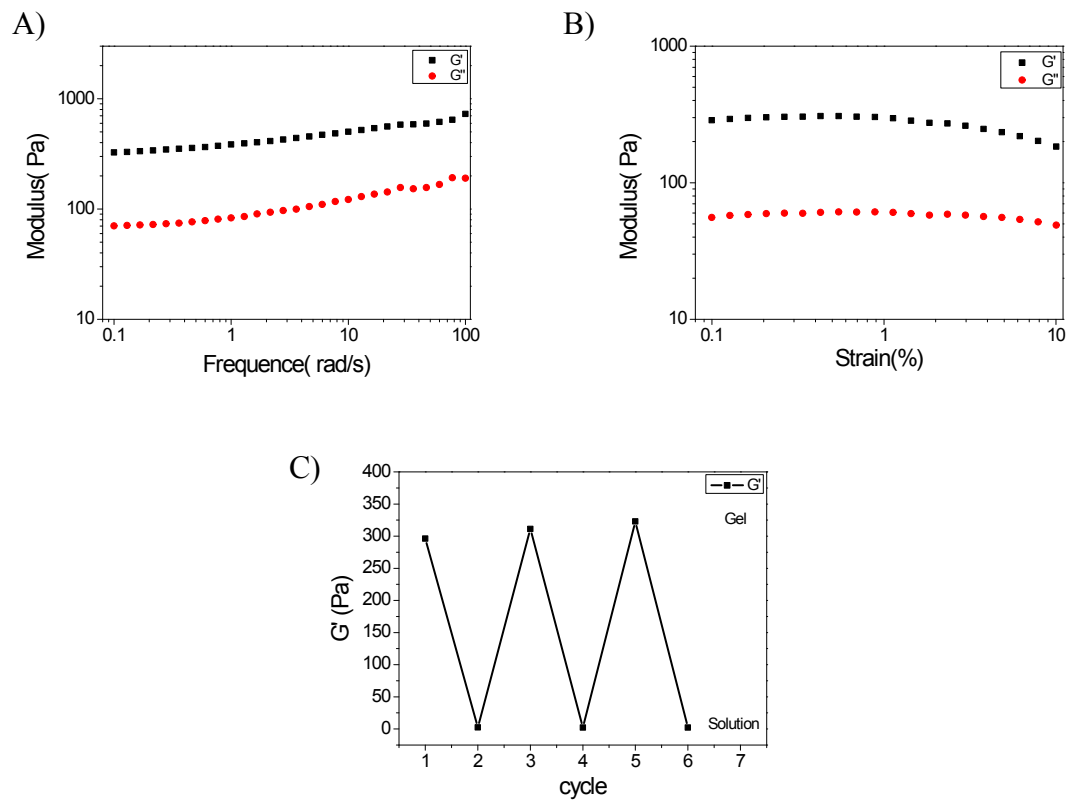 A)
G'
G"
1000
100
10
Modulus( Pa)
0.1 1 10 100
Frequence( rad/s)
B)
G'
G"
1000
100
10
Modulus( Pa)
0.1 1 10
Strain(%)
C)
400
350
300
250
200
150
100
50
0
G' (Pa)
G'
Gel
Solution
1 2 3 4 5 6 7
cycle